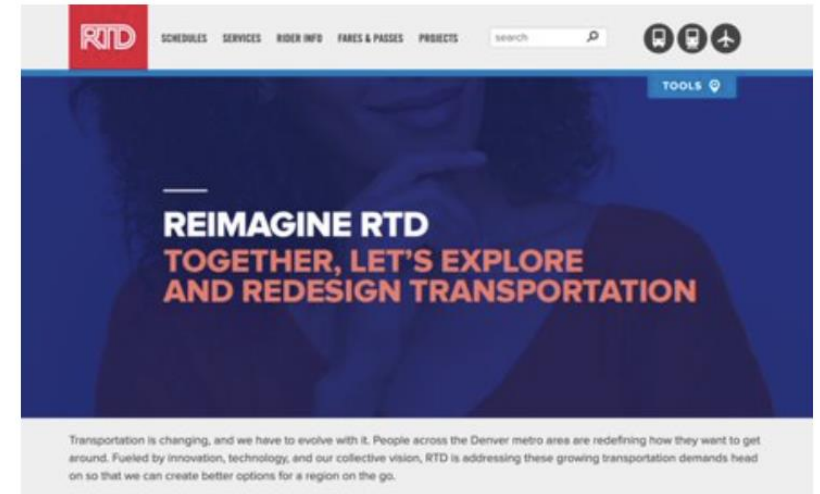 RTD
SCHEDULES SERVICES RIDER INFO FARES & PASSES PROJECTS search
TOOLS
REIMAGINE RTD
TOGETHER, LET'S EXPLORE
AND REDESIGN TRANSPORTATION
Transportation is changing, and we have to evolve with it. People across the Denver metro area are redefining how they want to get
around. Fueled by innovation, technology, and our collective vision, RTD is addressing these growing transportation demands head
on so that we can create better options for a region on the go.